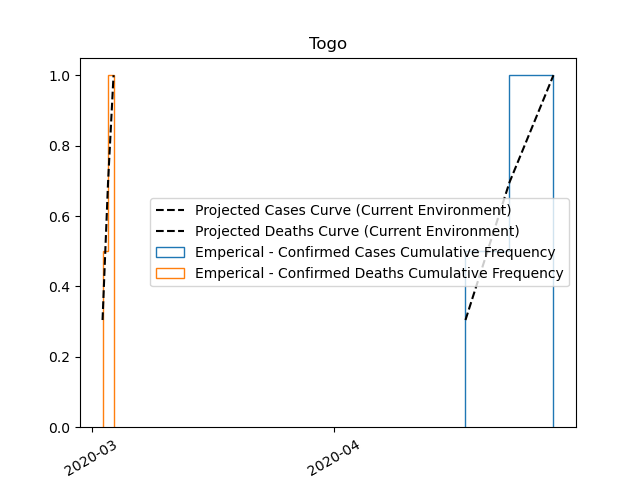 Togo
1.0
0.8
0.6
0.4
0.2
0.0
Projected Cases Curve (Current Environment)
Projected Deaths Curve (Current Environment)
Emperical - Confirmed Cases Cumulative Frequency
Emperical - Confirmed Deaths Cumulative Frequency
2020-03
2020-04